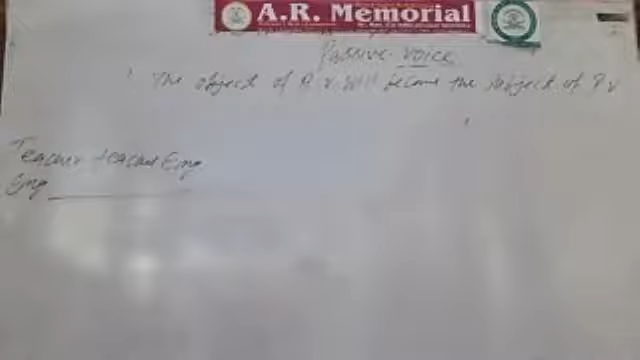 A.R. Memorial
Passive voice
The object of A.V will become the subject of P.V
Teacher teaches Eng.
Eng